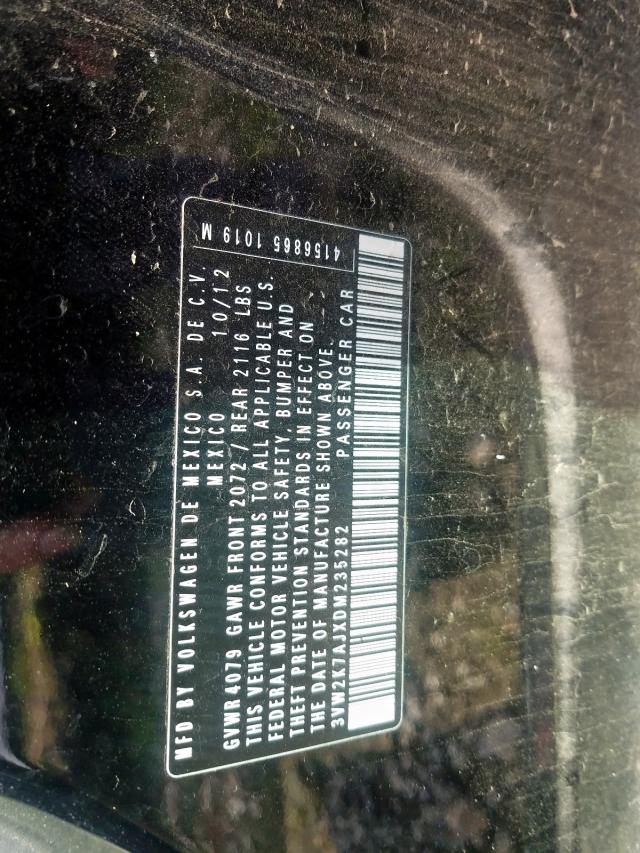 MFD BY VOLKSWAGEN DE MEXICO S.A. DE C.V.
MEXICO 10/12
GVWR 4079 GAWR FRONT 2072 / REAR 2116 LBS
THIS VEHICLE CONFORMS TO ALL APPLICABLE U.S.
FEDERAL MOTOR VEHICLE SAFETY, BUMPER AND
THEFT PREVENTION STANDARDS IN EFFECT ON
THE DATE OF MANUFACTURE SHOWN ABOVE.
3VW2K7AJXDM235282 PASSENGER CAR
4156865 1019 M